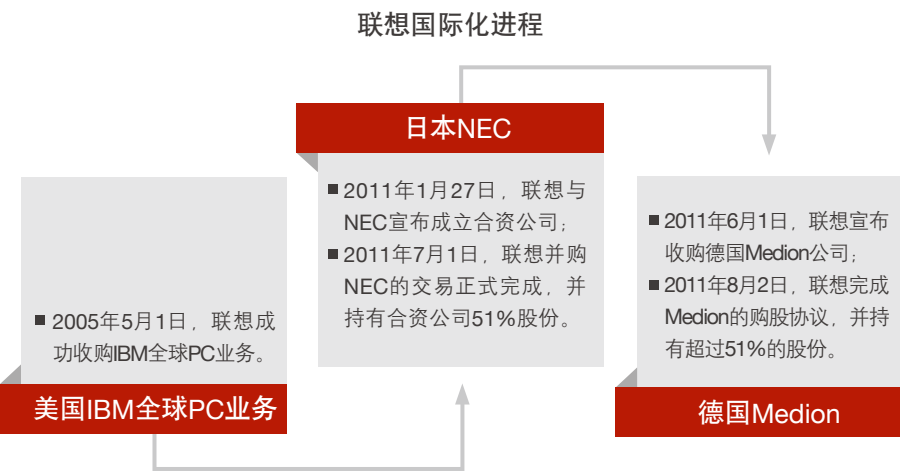 联想国际化进程
■ 2005年5月1日，联想成
功收购IBM全球PC业务。
美国IBM全球PC业务
日本NEC
■ 2011年1月27日，联想与
NEC宣布成立合资公司；
■ 2011年7月1日，联想并购
NEC的交易正式完成，并
持有合资公司51%股份。
■ 2011年6月1日，联想宣布
收购德国Medion公司；
■ 2011年8月2日，联想完成
Medion的购股协议，并持
有超过51%的股份。
德国Medion